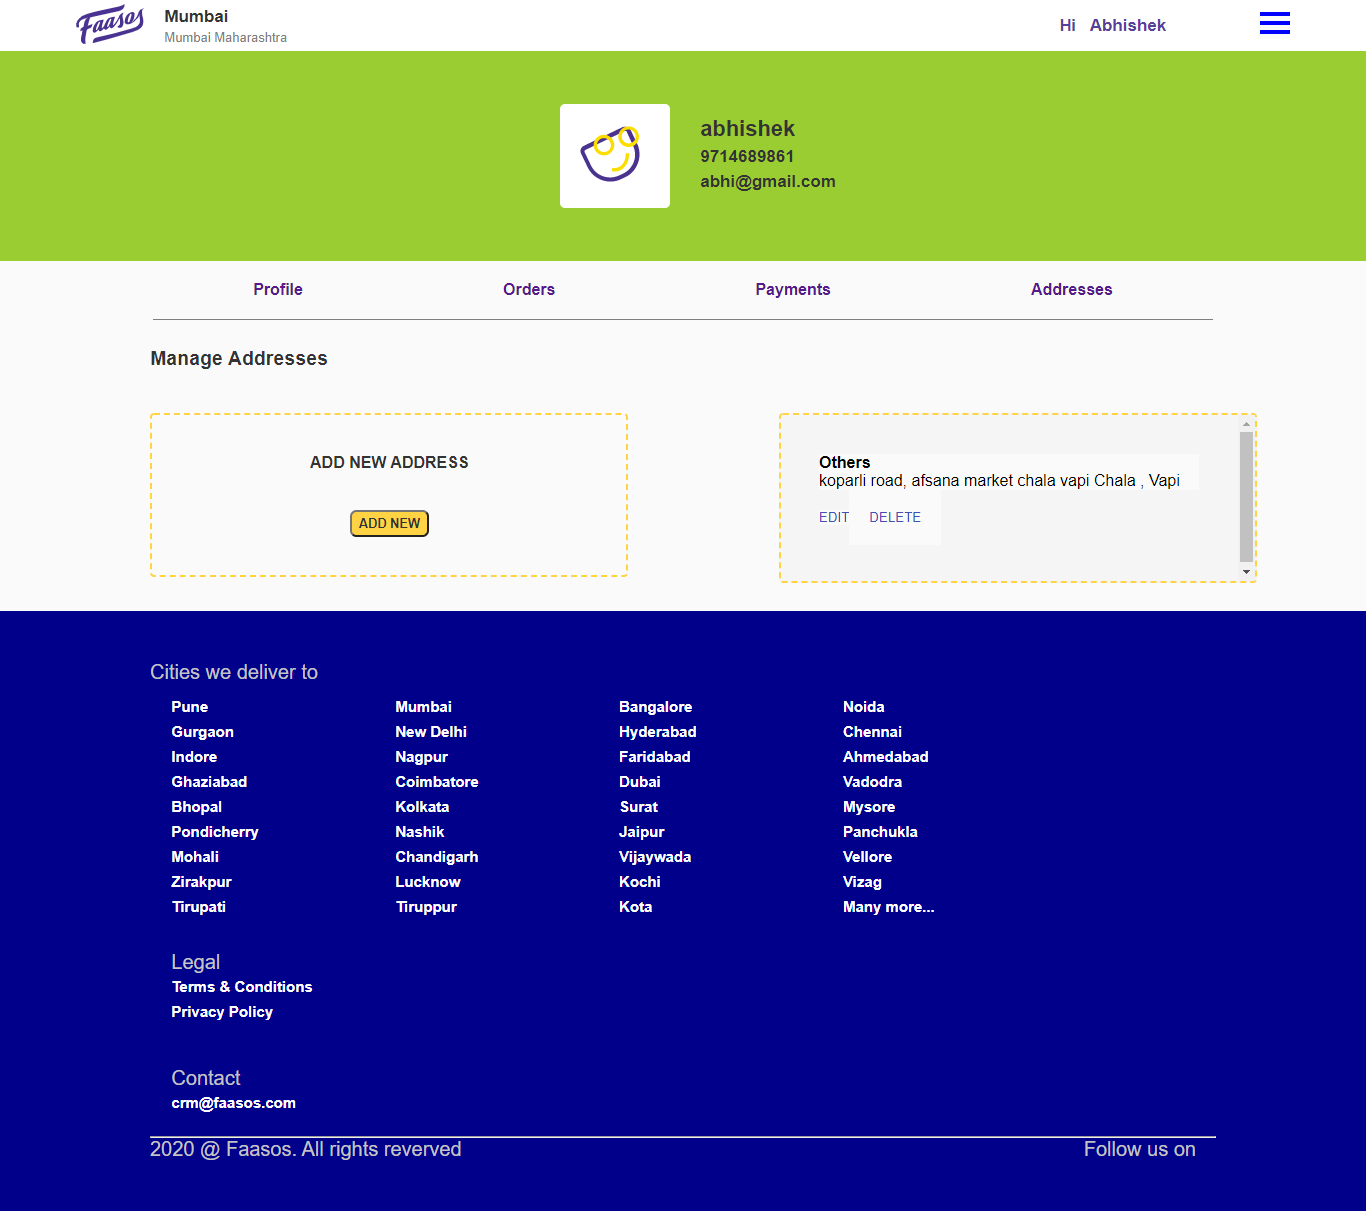 Faasos
Mumbai
Mumbai Maharashtra
Hi Abhishek
abhishek
9714689861
abhi@gmail.com
Profile Orders Payments Addresses
Manage Addresses
ADD NEW ADDRESS
ADD NEW
Others
koparli road, afsana market chala vapi Chala , Vapi
EDIT DELETE
Cities we deliver to
Pune Mumbai Bangalore Noida
Gurgaon New Delhi Hyderabad Chennai
Indore Nagpur Faridabad Ahmedabad
Ghaziabad Coimbatore Dubai Vadodra
Bhopal Kolkata Surat Mysore
Pondicherry Nashik Jaipur Panchukla
Mohali Chandigarh Vijaywada Vellore
Zirakpur Lucknow Kochi Vizag
Tirupati Tiruppur Kota Many more...
Legal
Terms & Conditions
Privacy Policy
Contact
crm@faasos.com
2020 @ Faasos. All rights reverved Follow us on